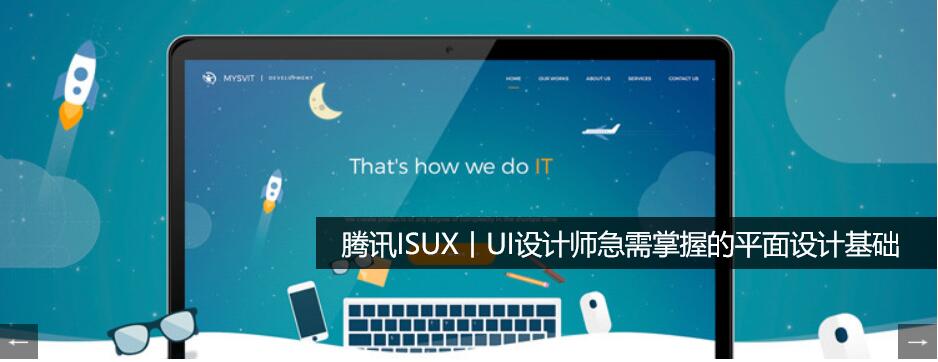 MYSVIT | DEVELOPMENT
HOME OUR WORKS ABOUT US SERVICES CONTACT US
That's how we do IT
腾讯ISUX | UI设计师急需掌握的平面设计基础